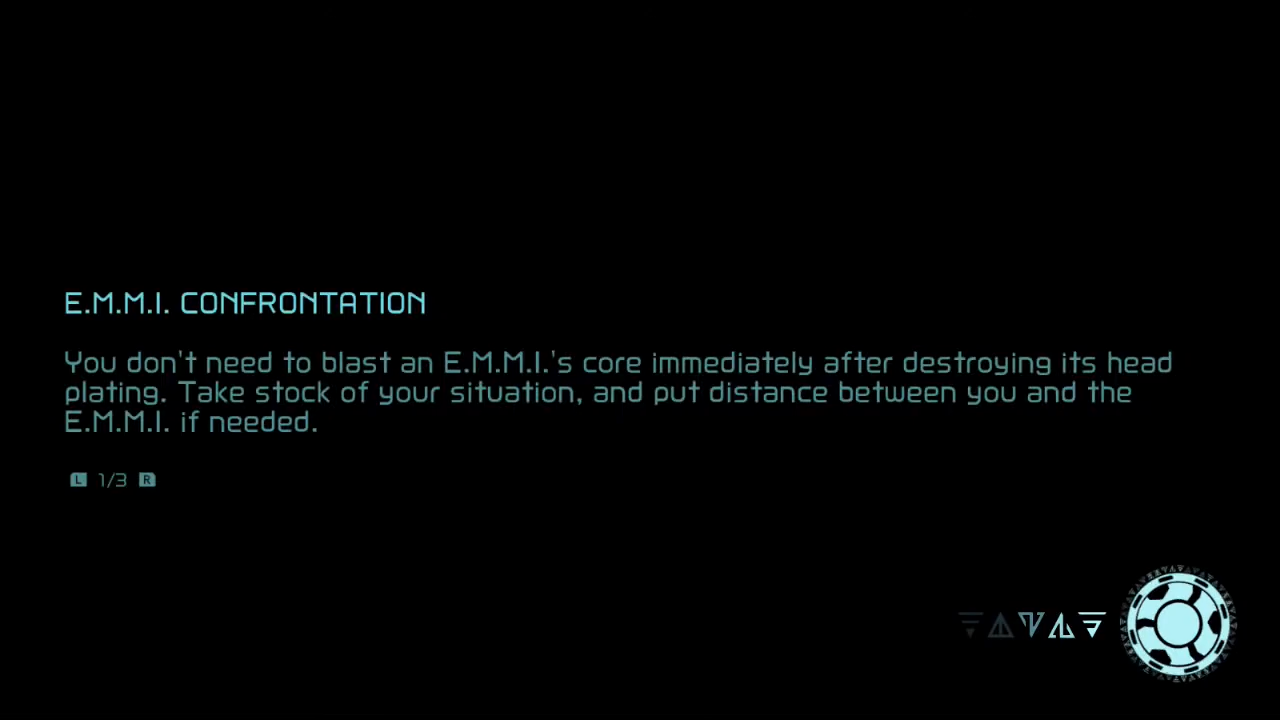 E.M.M.I. CONFRONTATION
You don't need to blast an E.M.M.I.'s core immediately after destroying its head
plating. Take stock of your situation, and put distance between you and the
E.M.M.I. if needed.
L 1/3 R